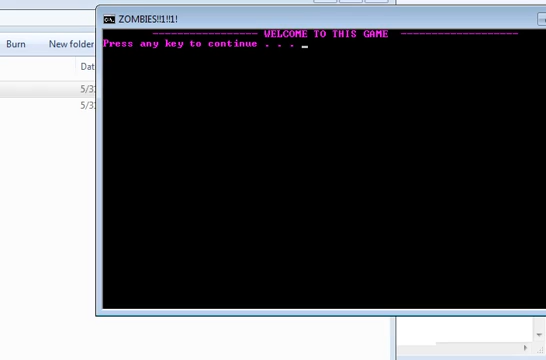 ZOMBIES!!1!!1!
----------------- WELCOME TO THIS GAME -------------------
Press any key to continue . . . _
Burn New folder
Dat
5/3
5/3